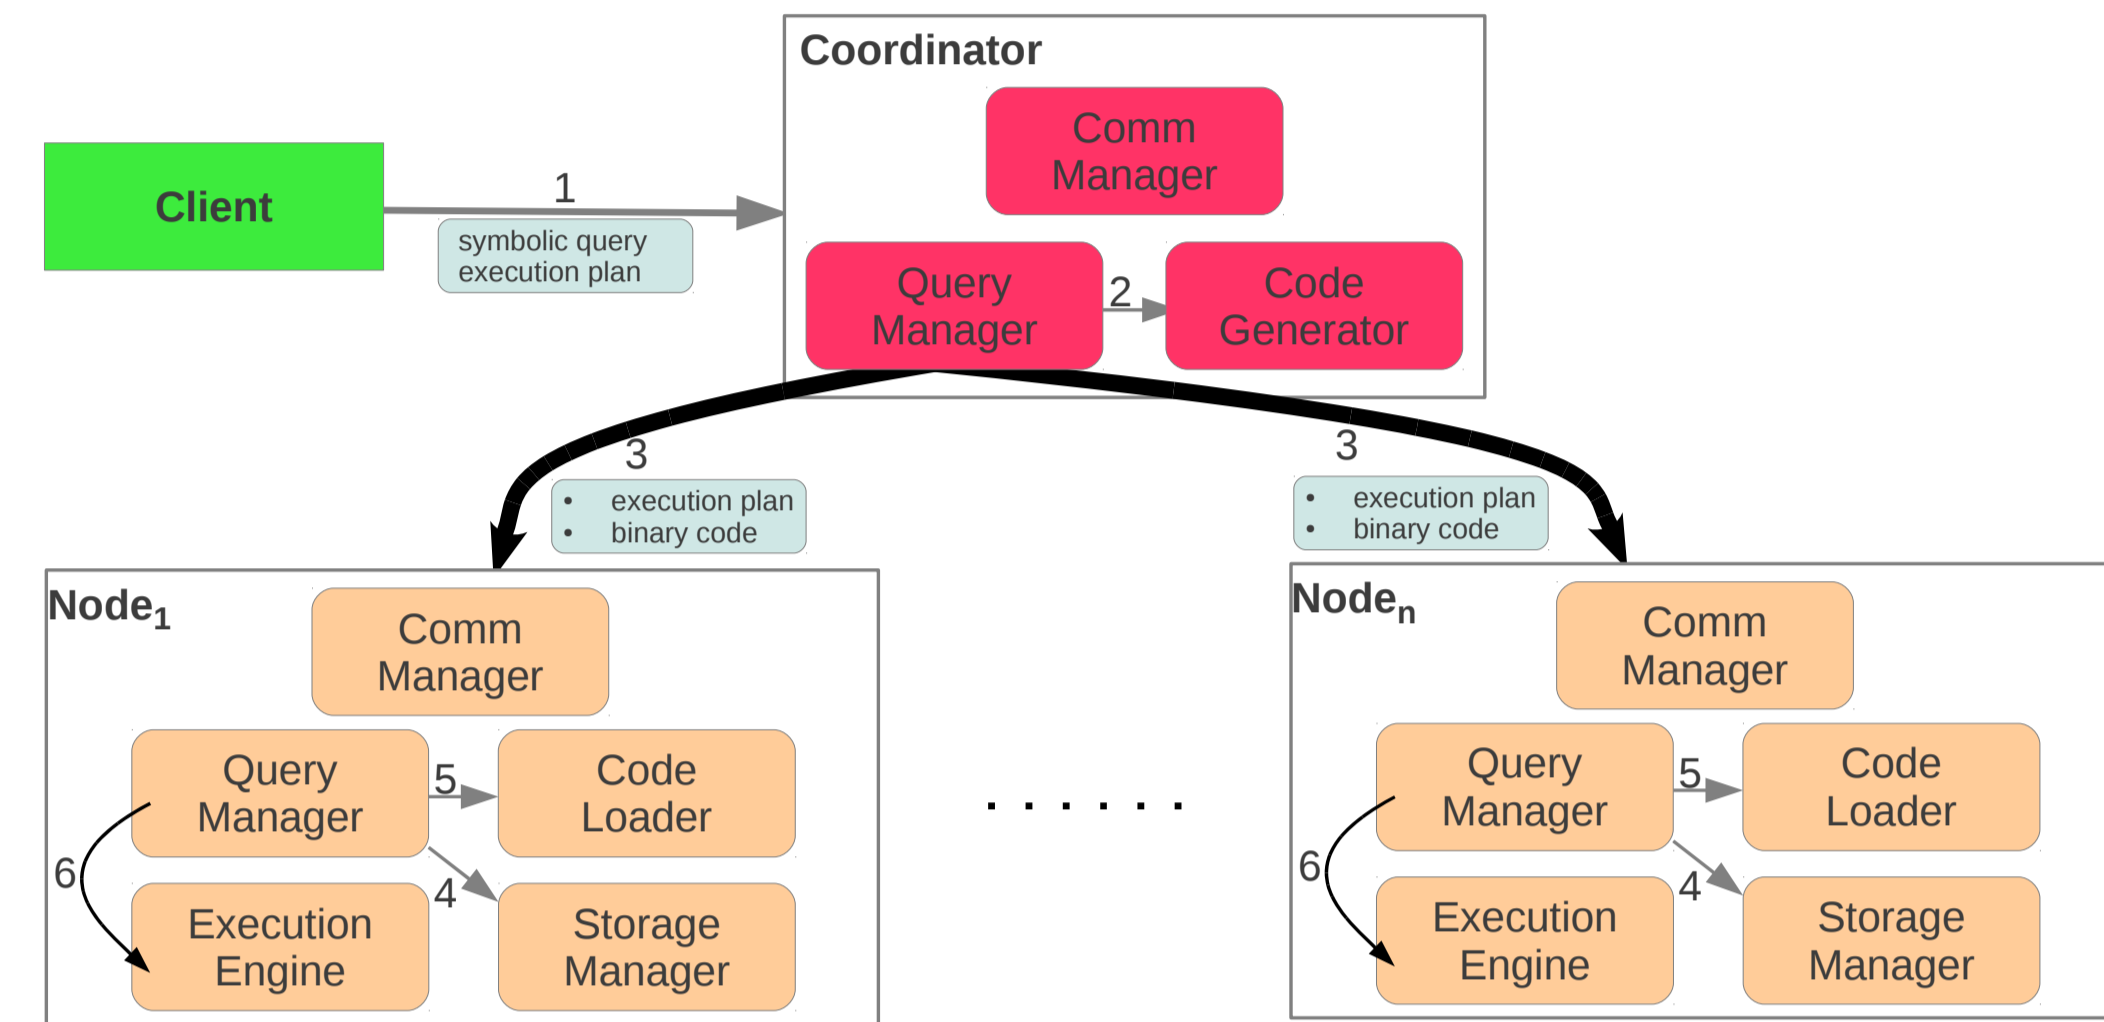 Coordinator
Comm
Manager
Client
1
symbolic query
execution plan
Query
Manager
2
Code
Generator
3
• execution plan
• binary code
3
• execution plan
• binary code
Node1
Comm
Manager
Query
Manager
5
Code
Loader
6
4
Execution
Engine
Storage
Manager
. . . . . .
Noden
Comm
Manager
Query
Manager
5
Code
Loader
6
4
Execution
Engine
Storage
Manager